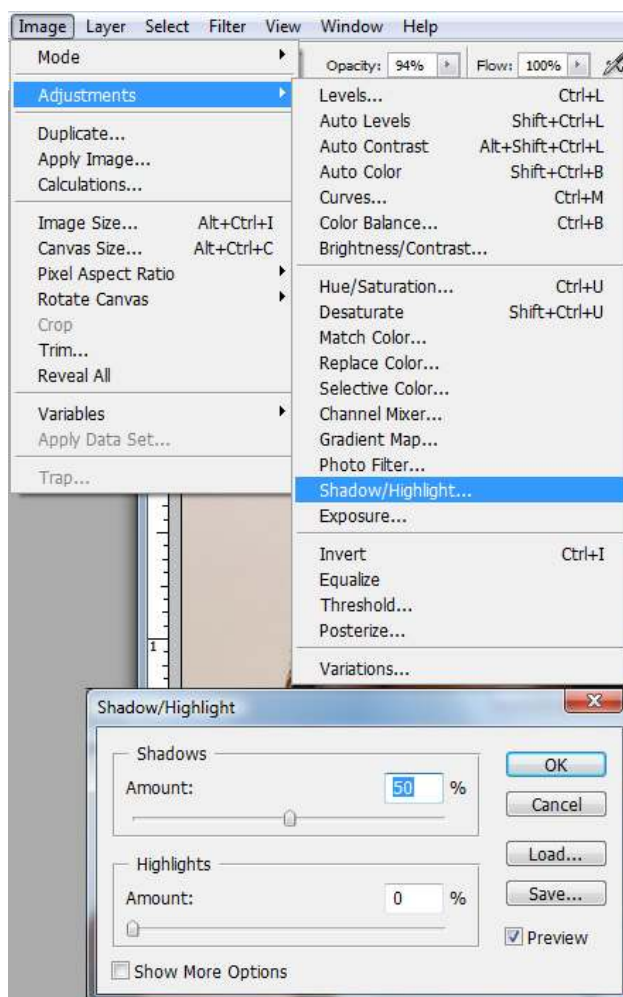 Image Layer Select Filter View Window Help
Mode
Opacity: 94% Flow: 100%
Adjustments
Duplicate...
Apply Image...
Calculations...
Image Size... Alt+Ctrl+I
Canvas Size... Alt+Ctrl+C
Pixel Aspect Ratio
Rotate Canvas
Crop
Trim...
Reveal All
Variables
Apply Data Set...
Trap...
Levels... Ctrl+L
Auto Levels Shift+Ctrl+L
Auto Contrast Alt+Shift+Ctrl+L
Auto Color Shift+Ctrl+B
Curves... Ctrl+M
Color Balance... Ctrl+B
Brightness/Contrast...
Hue/Saturation... Ctrl+U
Desaturate Shift+Ctrl+U
Match Color...
Replace Color...
Selective Color...
Channel Mixer...
Gradient Map...
Photo Filter...
Shadow/Highlight...
Exposure...
Invert Ctrl+I
Equalize
Threshold...
Posterize...
Variations...
1
Shadow/Highlight
Shadows
Amount: 50 %
Highlights
Amount: 0 %
Show More Options
OK
Cancel
Load...
Save...
Preview